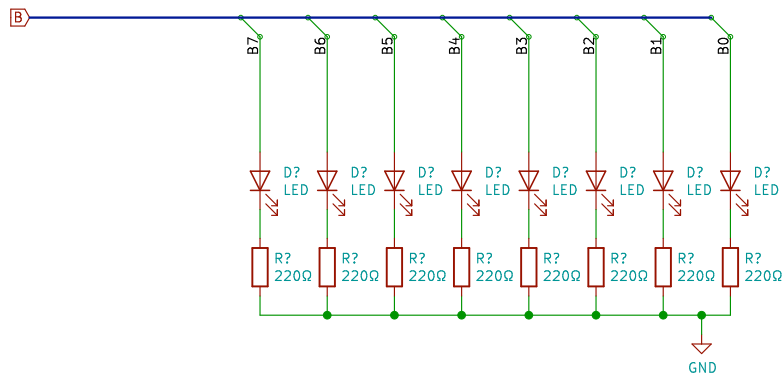 B
B7 B6 B5 B4 B3 B2 B1 B0
D? D? D? D? D? D? D? D?
LED LED LED LED LED LED LED LED
R? R? R? R? R? R? R? R?
220Ω 220Ω 220Ω 220Ω 220Ω 220Ω 220Ω 220Ω
GND